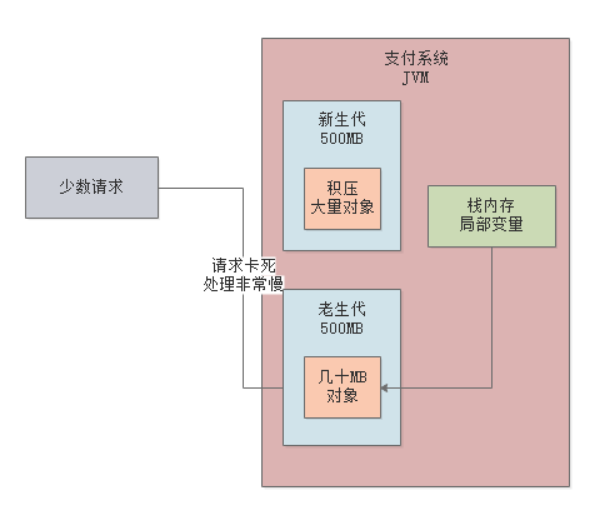 支付系统
JVM
新生代
500MB
积压
大量对象
少数请求
栈内存
局部变量
请求卡死
处理非常慢
老生代
500MB
几十MB
对象